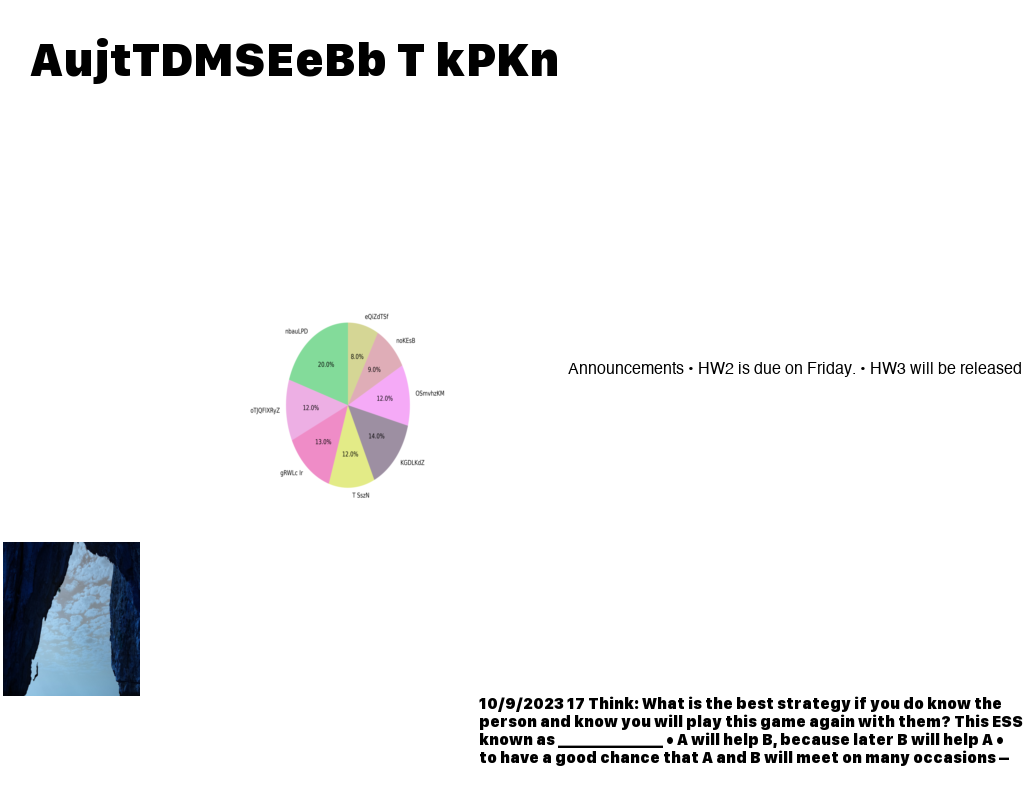 AujtTDMSEeBb T kPKn
eQiZdTSf
nbauLPD
noKEsB
8.0%
20.0%
9.0%
OSmvhzKM
12.0%
12.0%
oTJQFIXRyZ
14.0%
13.0%
12.0%
KGDLKdZ
gRWLc Ir
T SszN
Announcements • HW2 is due on Friday. • HW3 will be released
10/9/2023 17 Think: What is the best strategy if you do know the
person and know you will play this game again with them? This ESS
known as _____________ • A will help B, because later B will help A •
to have a good chance that A and B will meet on many occasions –